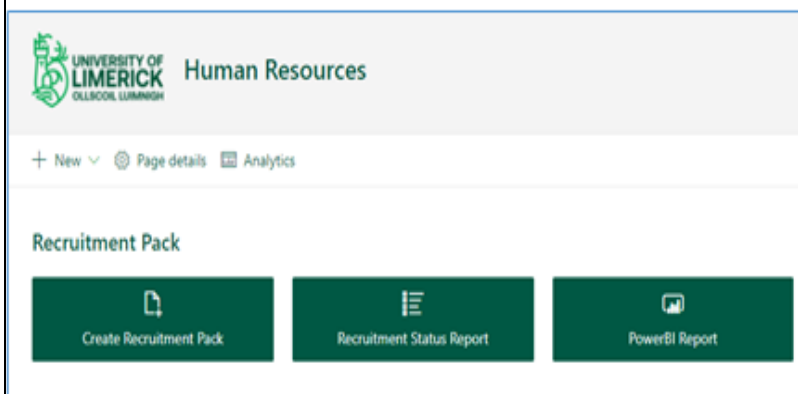 UNIVERSITY OF
LIMERICK
OLLSCOIL LUIMNIGH
Human Resources
New
Page details
Analytics
Recruitment Pack
Create Recruitment Pack
Recruitment Status Report
PowerBI Report